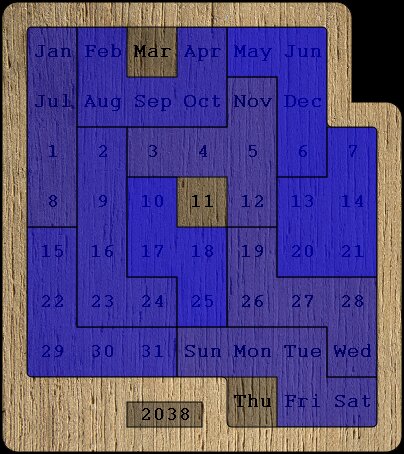 Jan Feb Mar Apr May Jun
Jul Aug Sep Oct Nov Dec
1 2 3 4 5 6 7
8 9 10 11 12 13 14
15 16 17 18 19 20 21
22 23 24 25 26 27 28
29 30 31 Sun Mon Tue Wed
Thu Fri Sat
2038